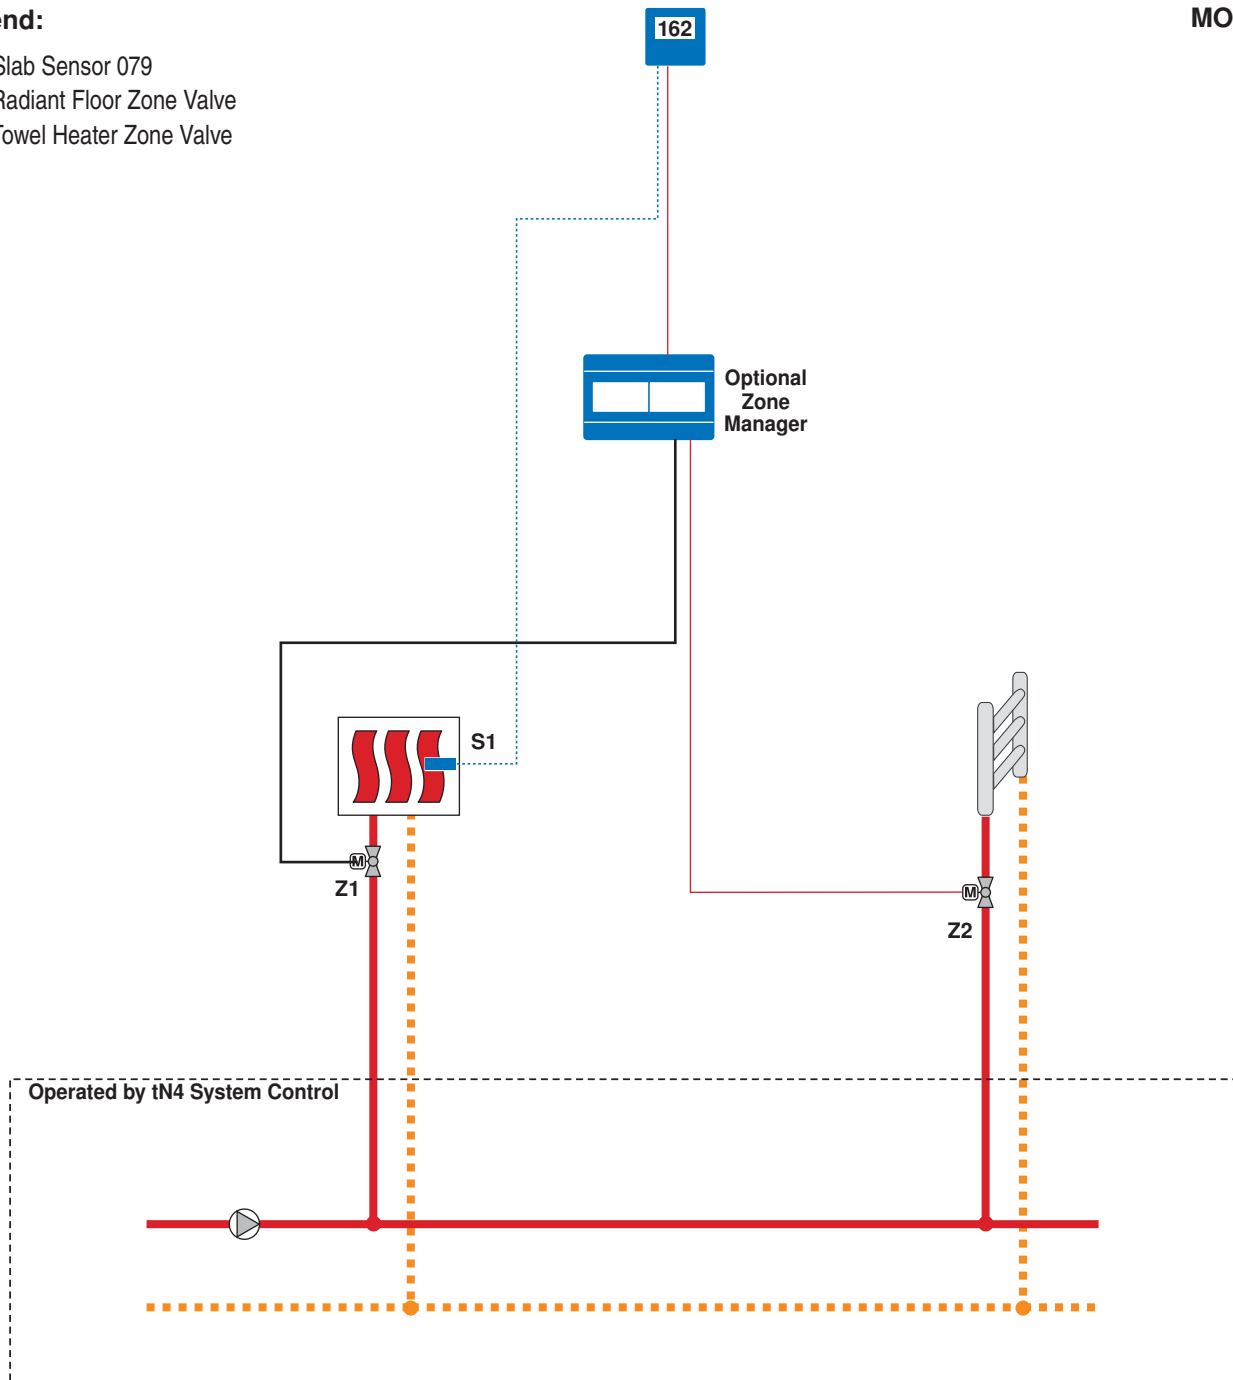 end:
162
MO
Slab Sensor 079
Radiant Floor Zone Valve
Towel Heater Zone Valve
Optional
Zone
Manager
S1
M
Z1
M
Z2
Operated by tN4 System Control